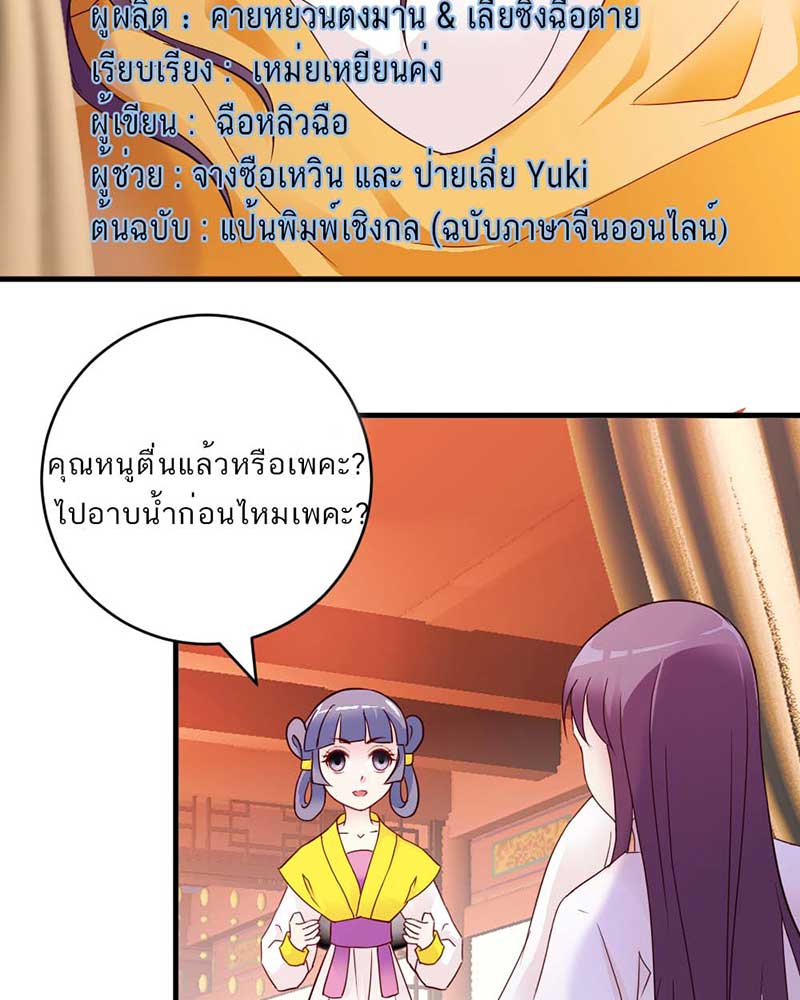 ผู้ผลิต : คายหยวนตงมาน & เลี่ยซิงฉือตาย
เรียบเรียง : เหม่ยเหยียนค่ง
ผู้เขียน : ฉือหลิวฉือ
ผู้ช่วย : จางซือเหวิน และ ป่ายเลี่ย Yuki
ต้นฉบับ : แป้นพิมพ์เชิงกล (ฉบับภาษาจีนออนไลน์)
คุณหนูตื่นแล้วหรือเพคะ?
ไปอาบน้ำก่อนไหมเพคะ?